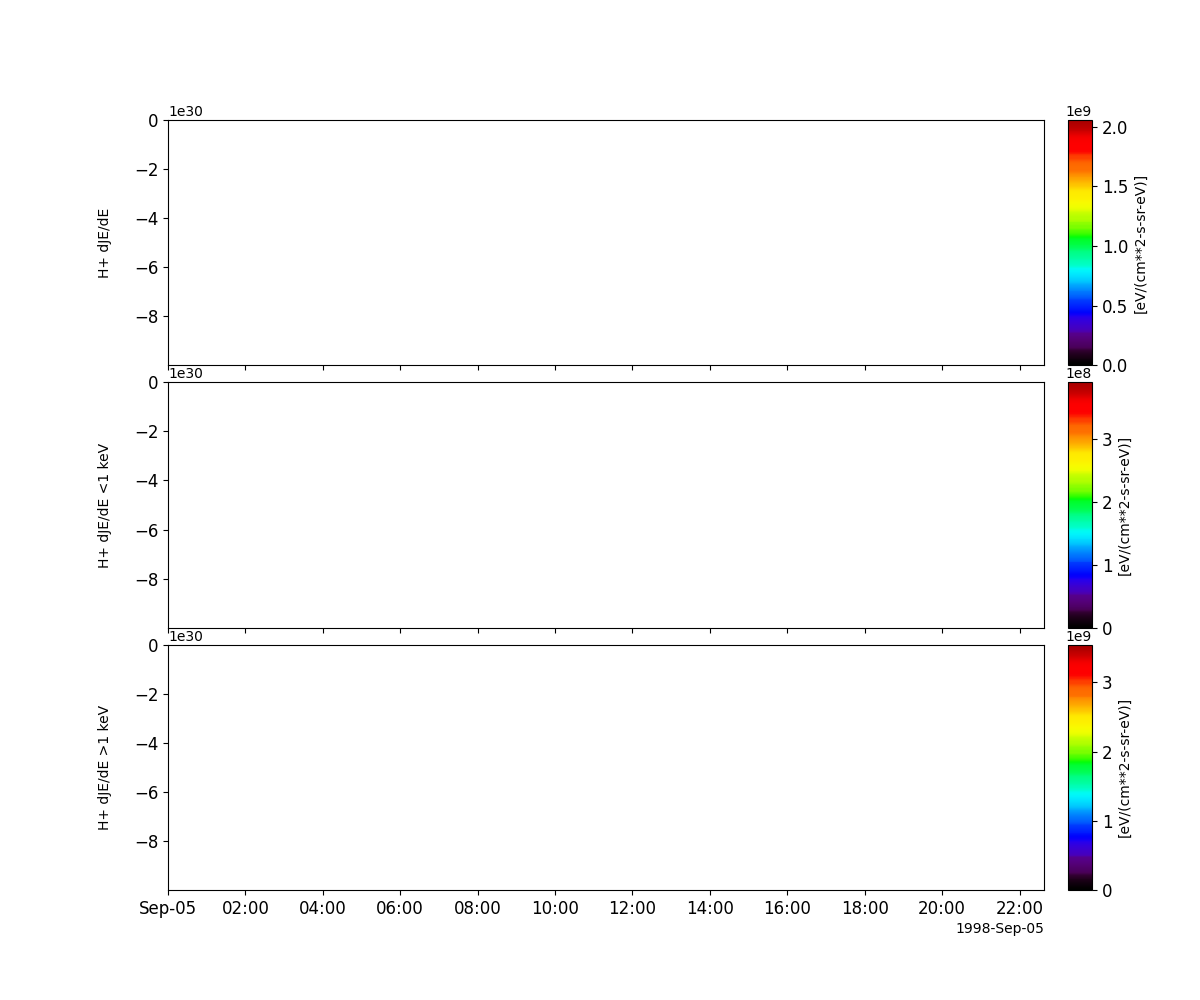 1e30
0
−2
−4
−6
−8
H+ dJE/dE
1e9
2.0
1.5
1.0
0.5
0.0
[eV/(cm**2-s-sr-eV)]
1e30
0
−2
−4
−6
−8
H+ dJE/dE <1 keV
1e8
3
2
1
0
[eV/(cm**2-s-sr-eV)]
1e30
0
−2
−4
−6
−8
H+ dJE/dE >1 keV
1e9
3
2
1
0
[eV/(cm**2-s-sr-eV)]
Sep-05 02:00 04:00 06:00 08:00 10:00 12:00 14:00 16:00 18:00 20:00 22:00
1998-Sep-05